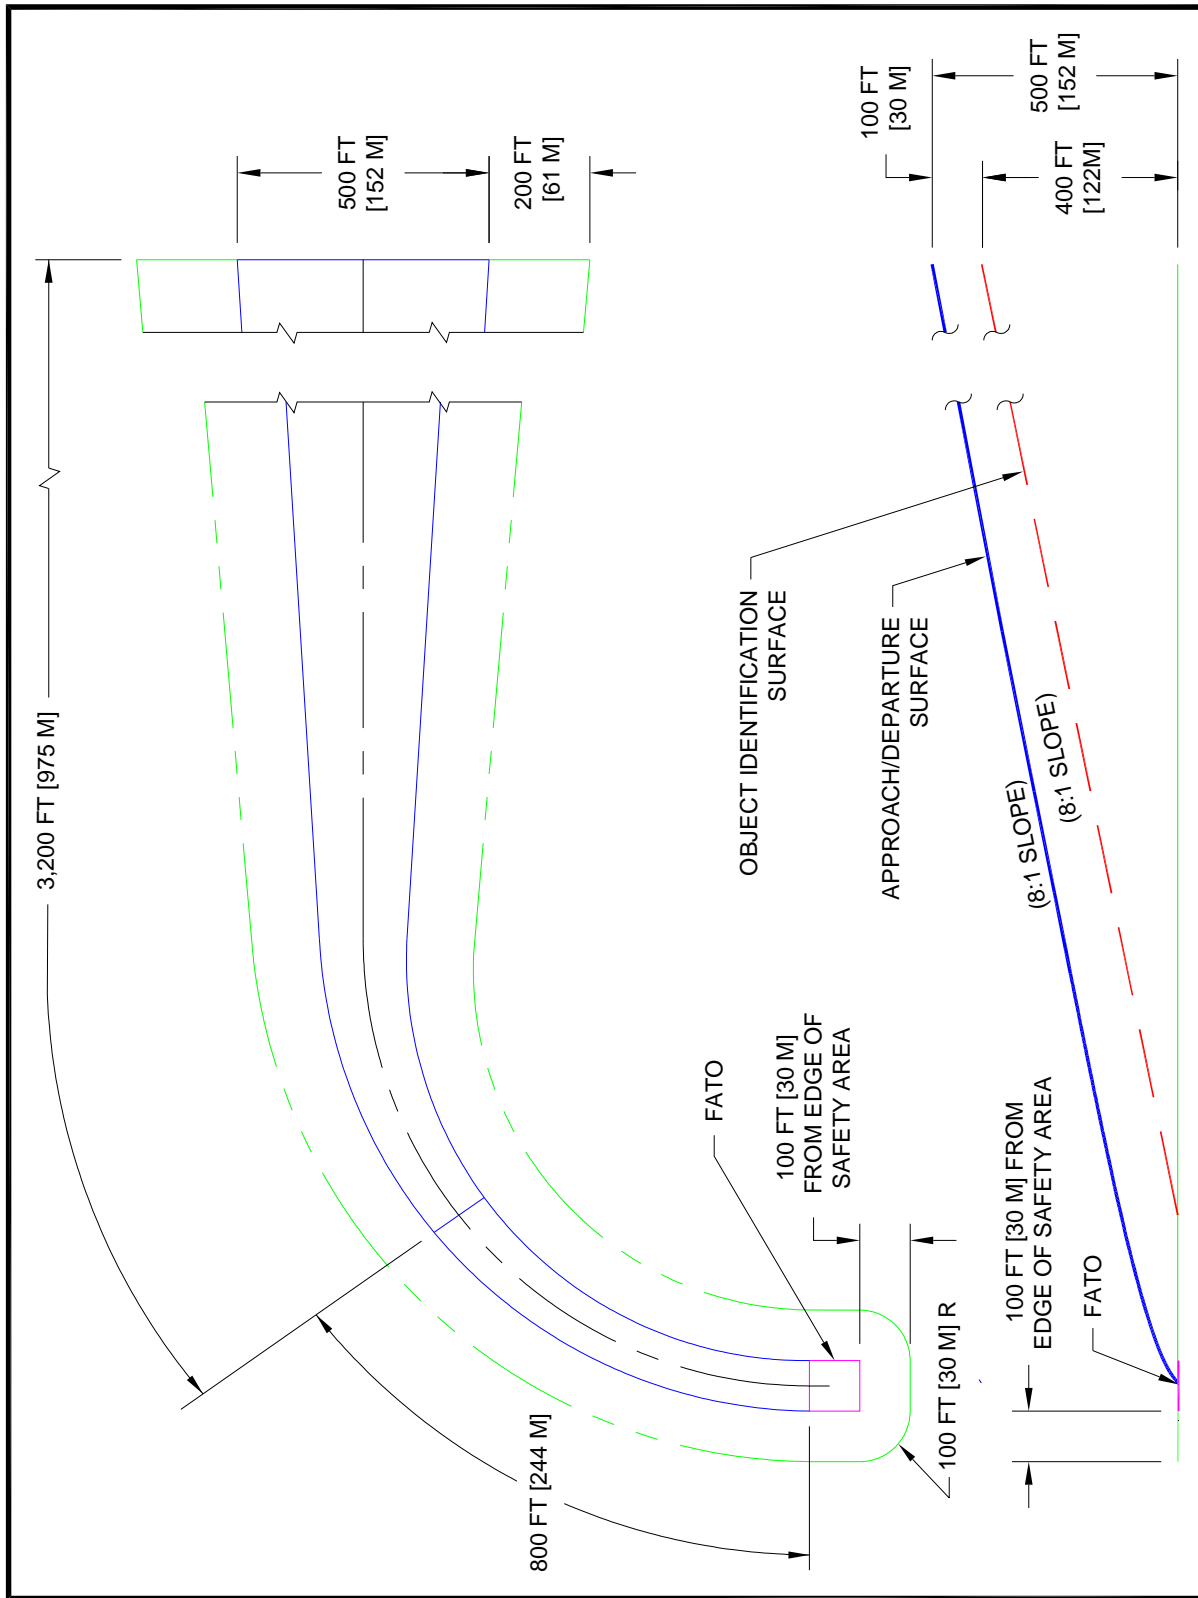 3,200 FT [975 M]
500 FT
[152 M]
200 FT
[61 M]
800 FT [244 M]
FATO
100 FT [30 M]
FROM EDGE OF
SAFETY AREA
100 FT [30 M] R
100 FT
[30 M]
500 FT
[152 M]
400 FT
[122M]
OBJECT IDENTIFICATION
SURFACE
APPROACH/DEPARTURE
SURFACE
(8:1 SLOPE)
(8:1 SLOPE)
100 FT [30 M] FROM
EDGE OF SAFETY AREA
FATO